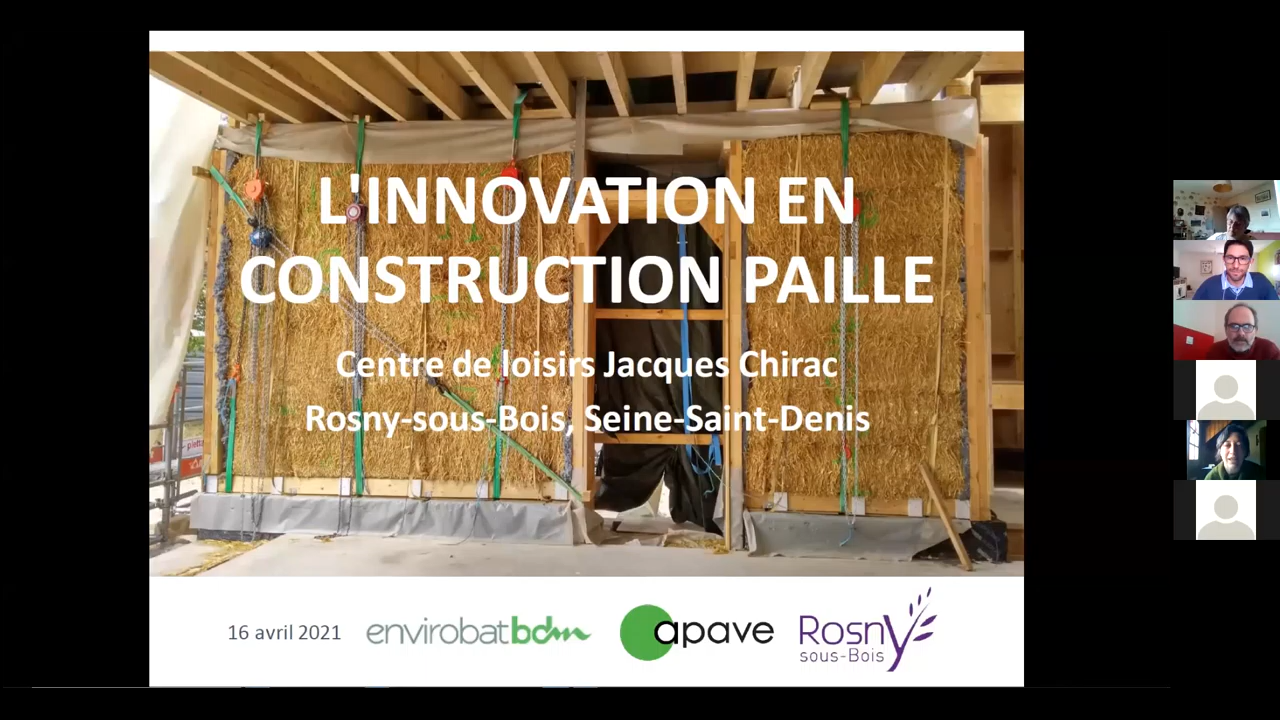 L'INNOVATION EN
CONSTRUCTION PAILLE
Centre de loisirs Jacques Chirac
Rosny-sous-Bois, Seine-Saint-Denis
16 avril 2021
envirobatbdm
apave
Rosny
sous-Bois